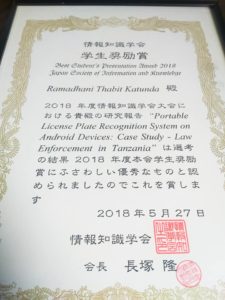 情報知識学会
学生奨励賞
Best Student's Presentation Award 2018
Japan Society of Information and Knowledge
Ramadhani Thabit Katunda 殿
2018 年度情報知識学会大会に
おける貴殿の研究報告 "Portable
License Plate Recognition System on
Android Devices: Case Study - Law
Enforcement in Tanzania" は選考
の結果 2018 年度本会学生奨励
賞にふさわしい優秀なものと認
められましたのでこれを賞しま
す
2018年5月27日
情報知識学会
会長 長塚 隆